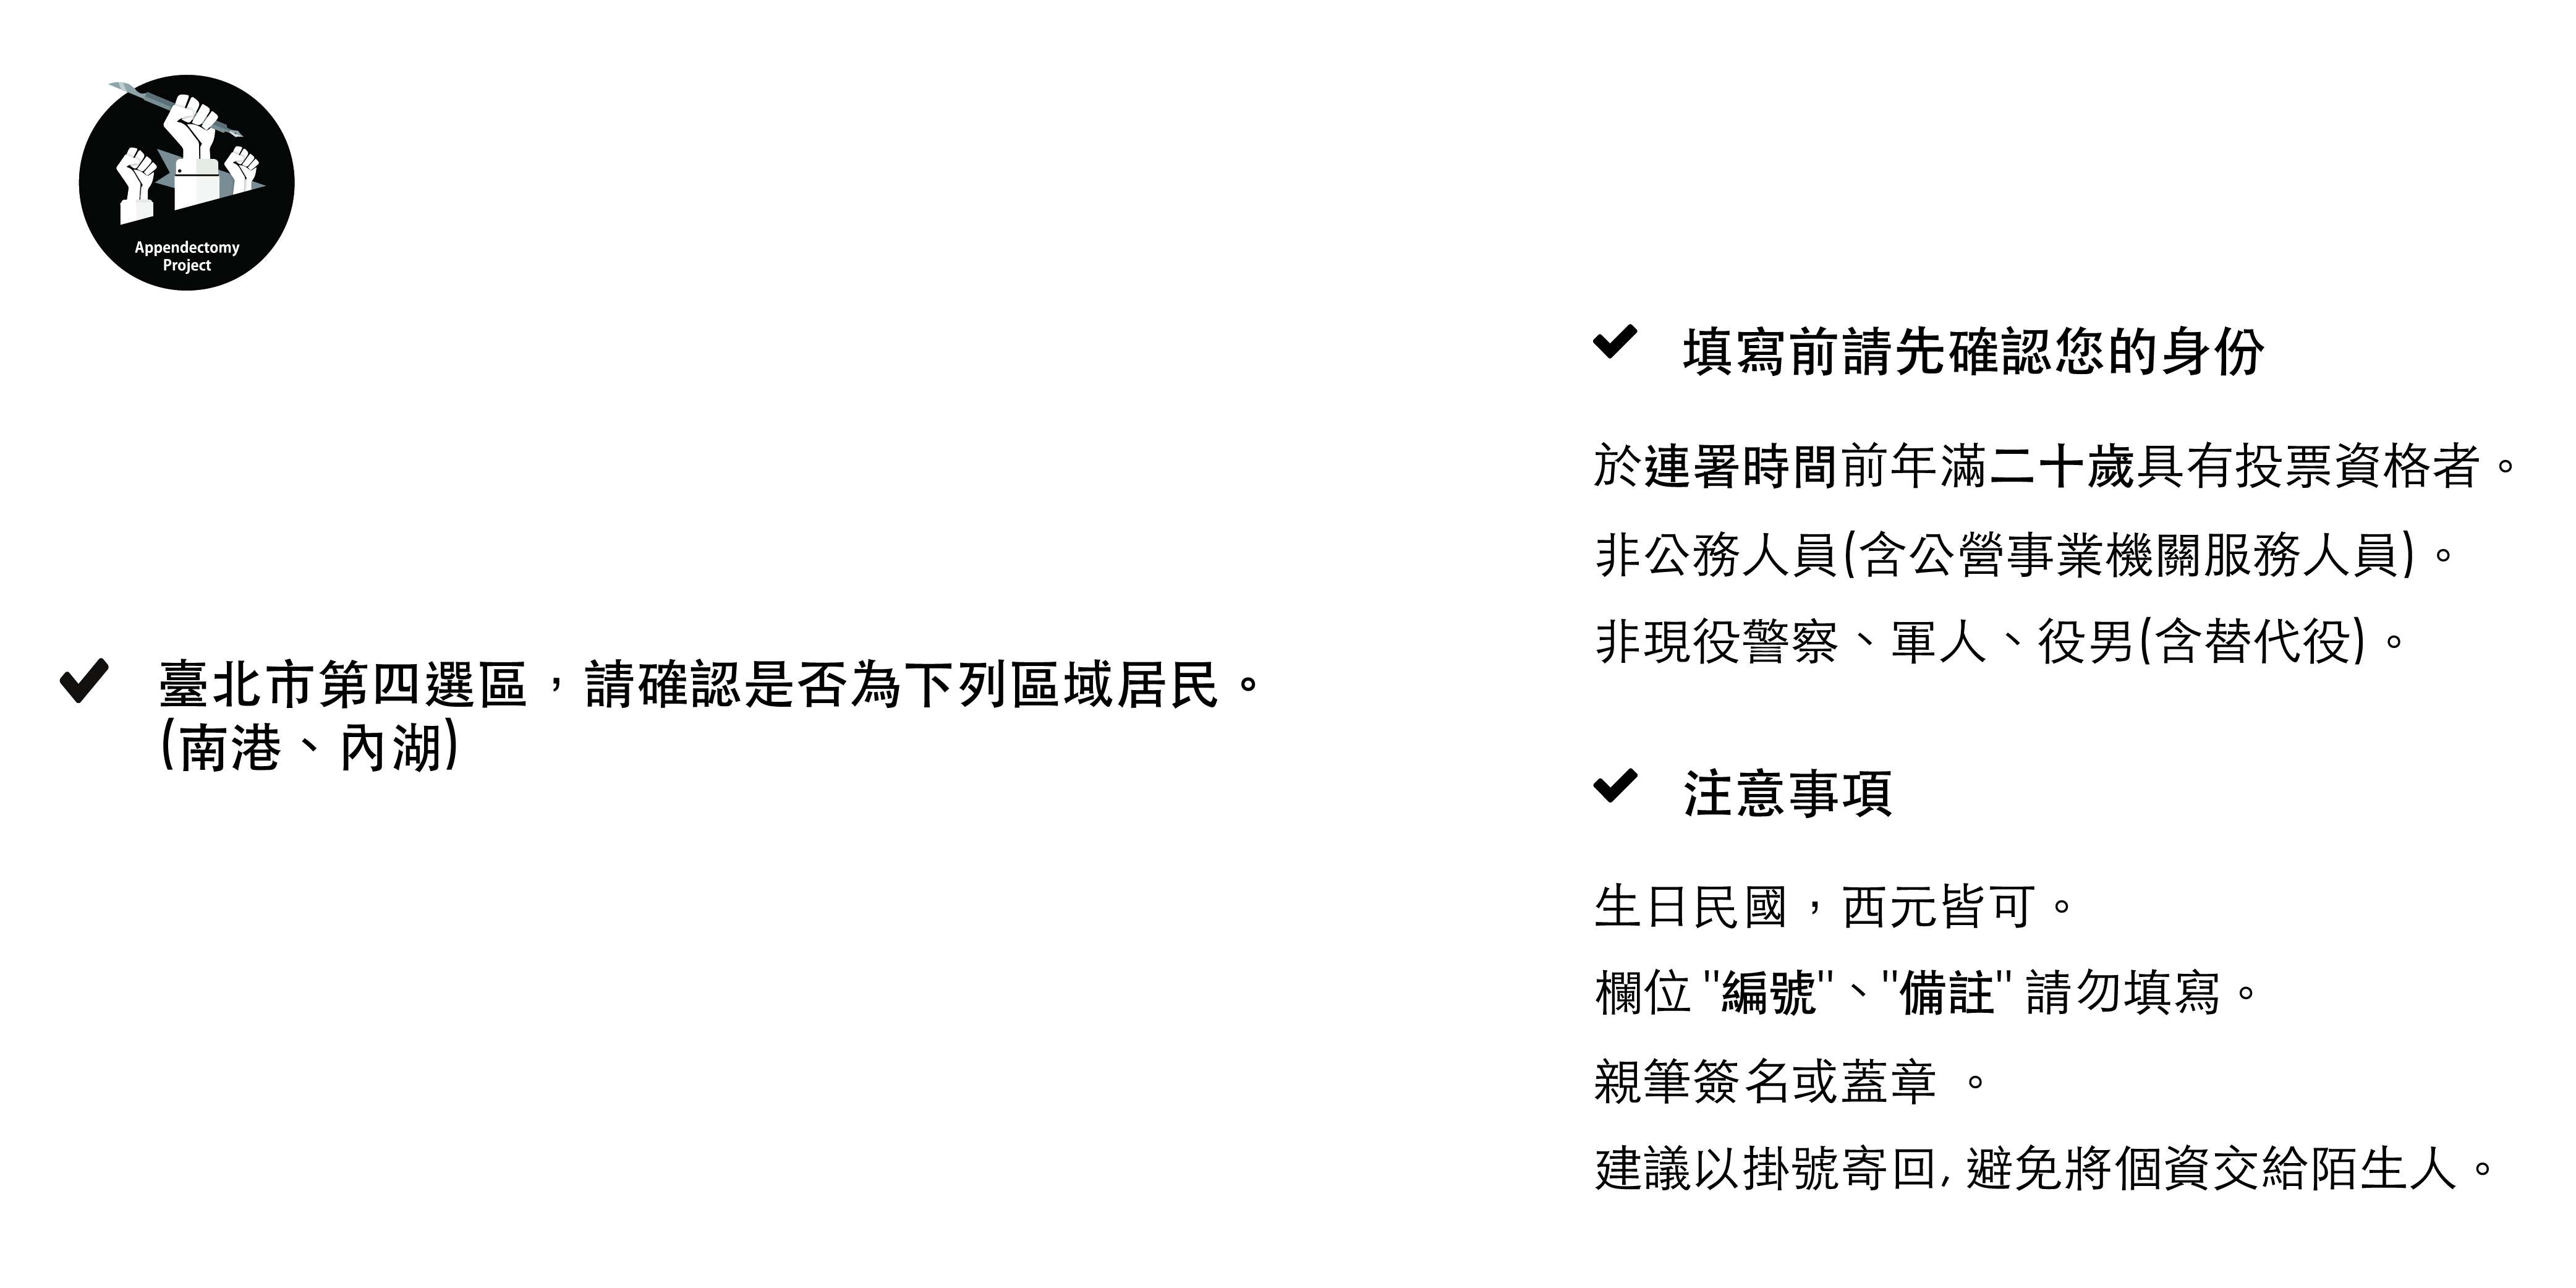 Appendectomy
Project
臺北市第四選區，請確認是否為下列區域居民。
(南港、內湖)
填寫前請先確認您的身份
於連署時間前年滿二十歲具有投票資格者。
非公務人員(含公營事業機關服務人員)。
非現役警察、軍人、役男(含替代役)。
注意事項
生日民國，西元皆可。
欄位 "編號"、"備註" 請勿填寫。
親筆簽名或蓋章 。
建議以掛號寄回, 避免將個資交給陌生人。